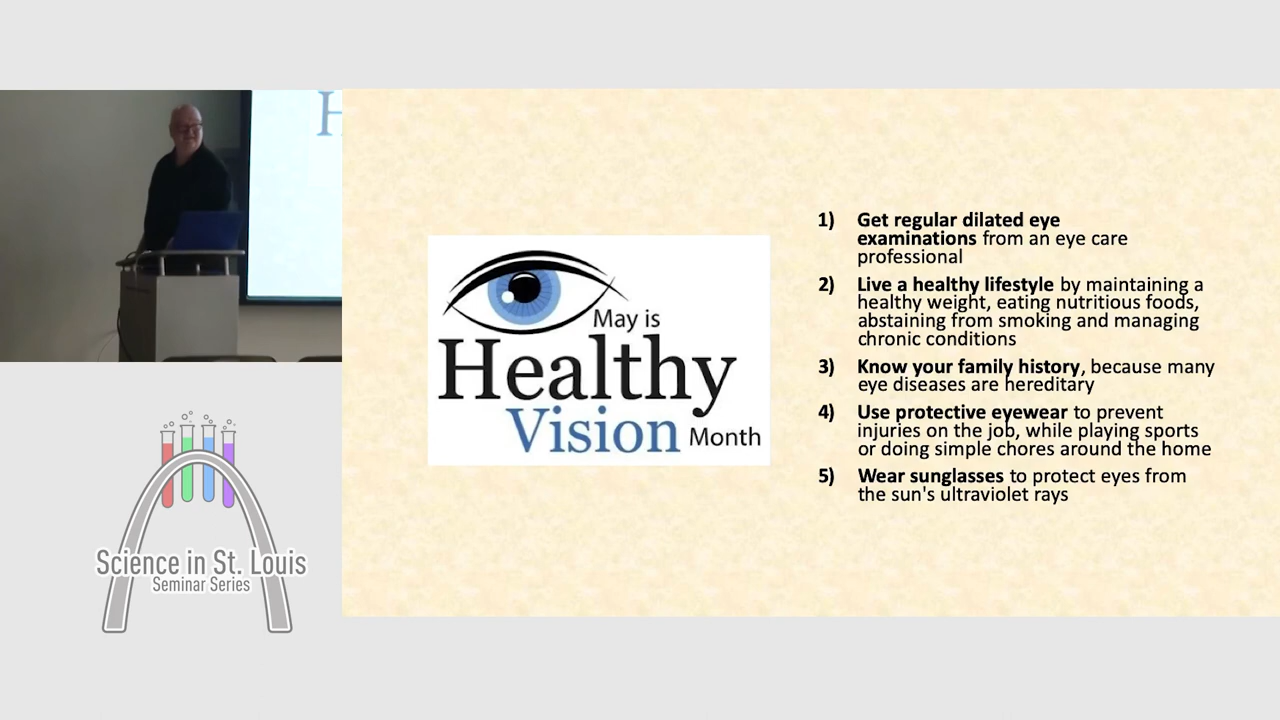 H
May is
Healthy
Vision Month
1) Get regular dilated eye
examinations from an eye care
professional
2) Live a healthy lifestyle by maintaining a
healthy weight, eating nutritious foods,
abstaining from smoking and managing
chronic conditions
3) Know your family history, because many
eye diseases are hereditary
4) Use protective eyewear to prevent
injuries on the job, while playing sports
or doing simple chores around the home
5) Wear sunglasses to protect eyes from
the sun's ultraviolet rays
Science in St. Louis
Seminar Series